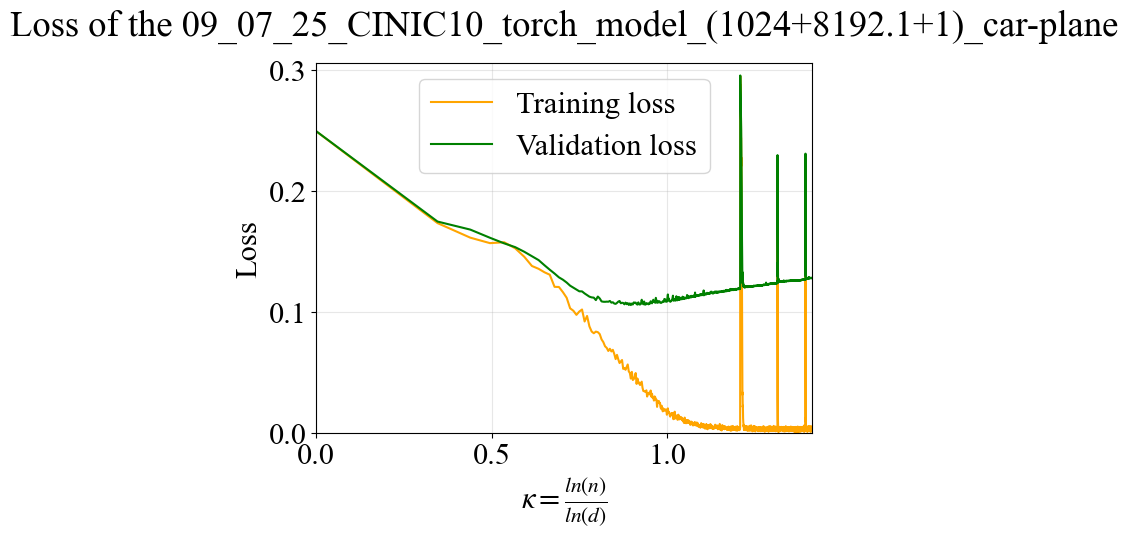 Loss of the 09_07_25_CINIC10_torch_model_(1024+8192.1+1)_car-plane
0.3
0.2
0.1
0.0
Loss
Training loss
Validation loss
0.0 0.5 1.0
κ = ln(n)/ln(d)